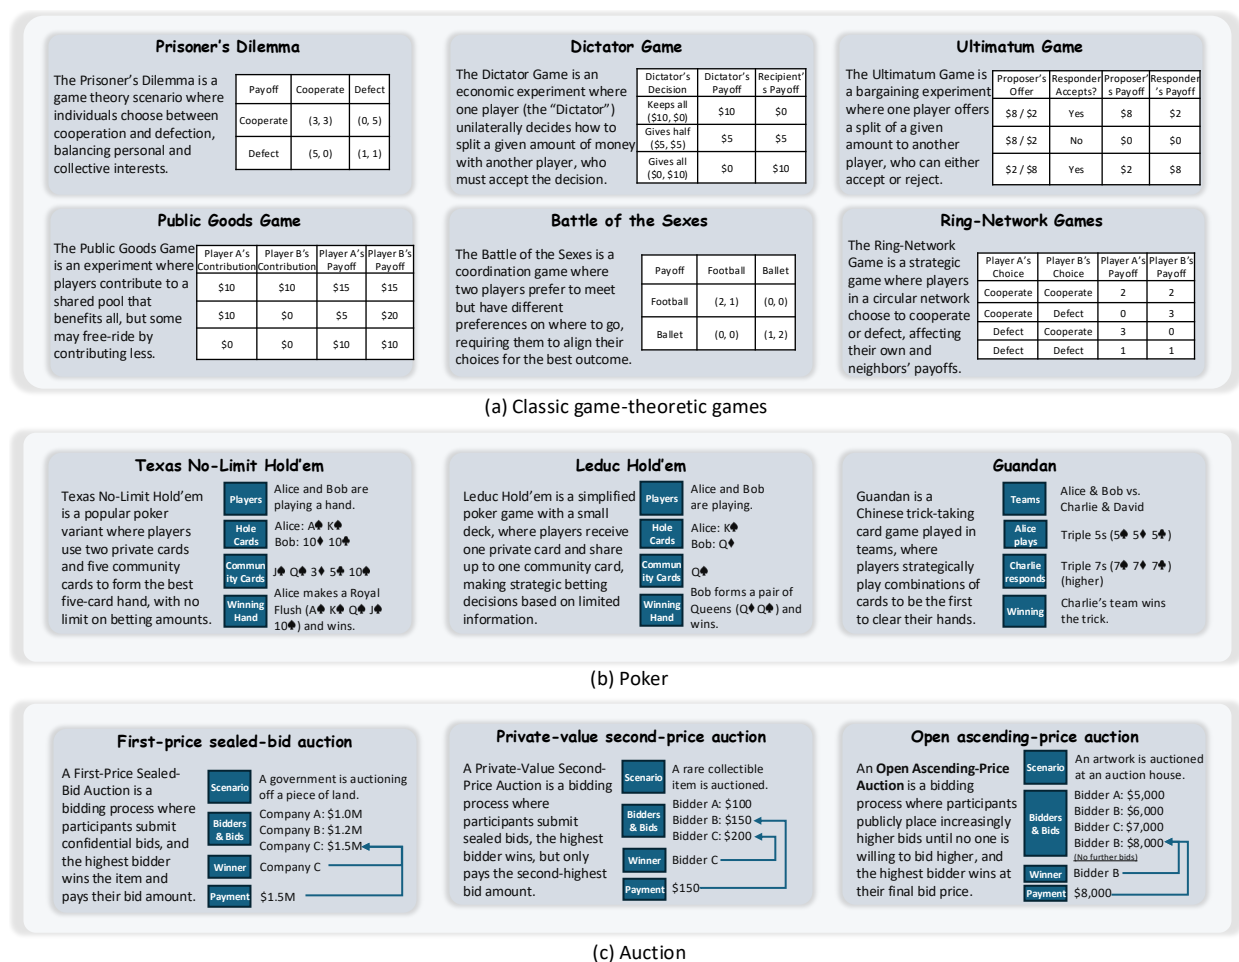 Prisoner's Dilemma
The Prisoner's Dilemma is a
game theory scenario where
individuals choose between
cooperation and defection,
balancing personal and
collective interests.
Payoff Cooperate Defect
Cooperate (3, 3) (0, 5)
Defect (5, 0) (1, 1)
Dictator Game
The Dictator Game is an
economic experiment where
one player (the “Dictator”)
unilaterally decides how to
split a given amount of money
with another player, who
must accept the decision.
Dictator's Dictator's Recipient'
Decision Payoff s Payoff
Keeps all
($10, $0) $10 $0
Gives half
($5, $5) $5 $5
Gives all
($0, $10) $0 $10
Ultimatum Game
The Ultimatum Game is
a bargaining experiment
where one player offers
a split of a given
amount to another
player, who can either
accept or reject.
Proposer's Responder Proposer' Responder
Offer Accepts? s Payoff 's Payoff
$8 / $2 Yes $8 $2
$8 / $2 No $0 $0
$2 / $8 Yes $2 $8
Public Goods Game
The Public Goods Game
is an experiment where
players contribute to a
shared pool that
benefits all, but some
may free-ride by
contributing less.
Player A's Player B's Player A's Player B's
Contribution Contribution Payoff Payoff
$10 $10 $15 $15
$10 $0 $5 $20
$0 $0 $10 $10
Battle of the Sexes
The Battle of the Sexes is a
coordination game where
two players prefer to meet
but have different
preferences on where to go,
requiring them to align their
choices for the best outcome.
Payoff Football Ballet
Football (2, 1) (0, 0)
Ballet (0, 0) (1, 2)
Ring-Network Games
The Ring-Network
Game is a strategic
game where players
in a circular network
choose to cooperate
or defect, affecting
their own and
neighbors' payoffs.
Player A's Player B's Player A's Player B's
Choice Choice Payoff Payoff
Cooperate Cooperate 2 2
Cooperate Defect 0 3
Defect Cooperate 3 0
Defect Defect 1 1
(a) Classic game-theoretic games
Texas No-Limit Hold'em
Texas No-Limit Hold'em
is a popular poker
variant where players
use two private cards
and five community
cards to form the best
five-card hand, with no
limit on betting amounts.
Players
Alice and Bob are
playing a hand.
Hole
Cards
Alice: A♠ K♠
Bob: 10♦ 10♣
Commun
ity Cards
J♠ Q♠ 3♦ 5♣ 10♠
Winning
Hand
Alice makes a Royal
Flush (A♠ K♠ Q♠ J♠
10♠) and wins.
Leduc Hold'em
Leduc Hold'em is a simplified
poker game with a small
deck, where players receive
one private card and share
up to one community card,
making strategic betting
decisions based on limited
information.
Players
Alice and Bob
are playing.
Hole
Cards
Alice: K♠
Bob: Q♦
Commun
ity Cards
Q♠
Winning
Hand
Bob forms a pair of
Queens (Q♦ Q♠) and
wins.
Guandan
Guandan is a
Chinese trick-taking
card game played in
teams, where
players strategically
play combinations of
cards to be the first
to clear their hands.
Teams
Alice & Bob vs.
Charlie & David
Alice
plays
Triple 5s (5♠ 5♦ 5♣)
Charlie
responds
Triple 7s (7♠ 7♦ 7♣)
(higher)
Winning
Charlie's team wins
the trick.
(b) Poker
First-price sealed-bid auction
A First-Price Sealed-
Bid Auction is a
bidding process where
participants submit
confidential bids, and
the highest bidder
wins the item and
pays their bid amount.
Scenario
A government is auctioning
off a piece of land.
Bidders
& Bids
Company A: $1.0M
Company B: $1.2M
Company C: $1.5M
Winner
Company C
Payment
$1.5M
Private-value second-price auction
A Private-Value Second-
Price Auction is a bidding
process where
participants submit
sealed bids, the highest
bidder wins, but only
pays the second-highest
bid amount.
Scenario
A rare collectible
item is auctioned.
Bidders
& Bids
Bidder A: $100
Bidder B: $150
Bidder C: $200
Winner
Bidder C
Payment
$150
Open ascending-price auction
An Open Ascending-Price
Auction is a bidding
process where participants
publicly place increasingly
higher bids until no one is
willing to bid higher, and
the highest bidder wins at
their final bid price.
Scenario
An artwork is auctioned
at an auction house.
Bidders
& Bids
Bidder A: $5,000
Bidder B: $6,000
Bidder C: $7,000
Bidder B: $8,000
(No further bids)
Winner
Bidder B
Payment
$8,000
(c) Auction